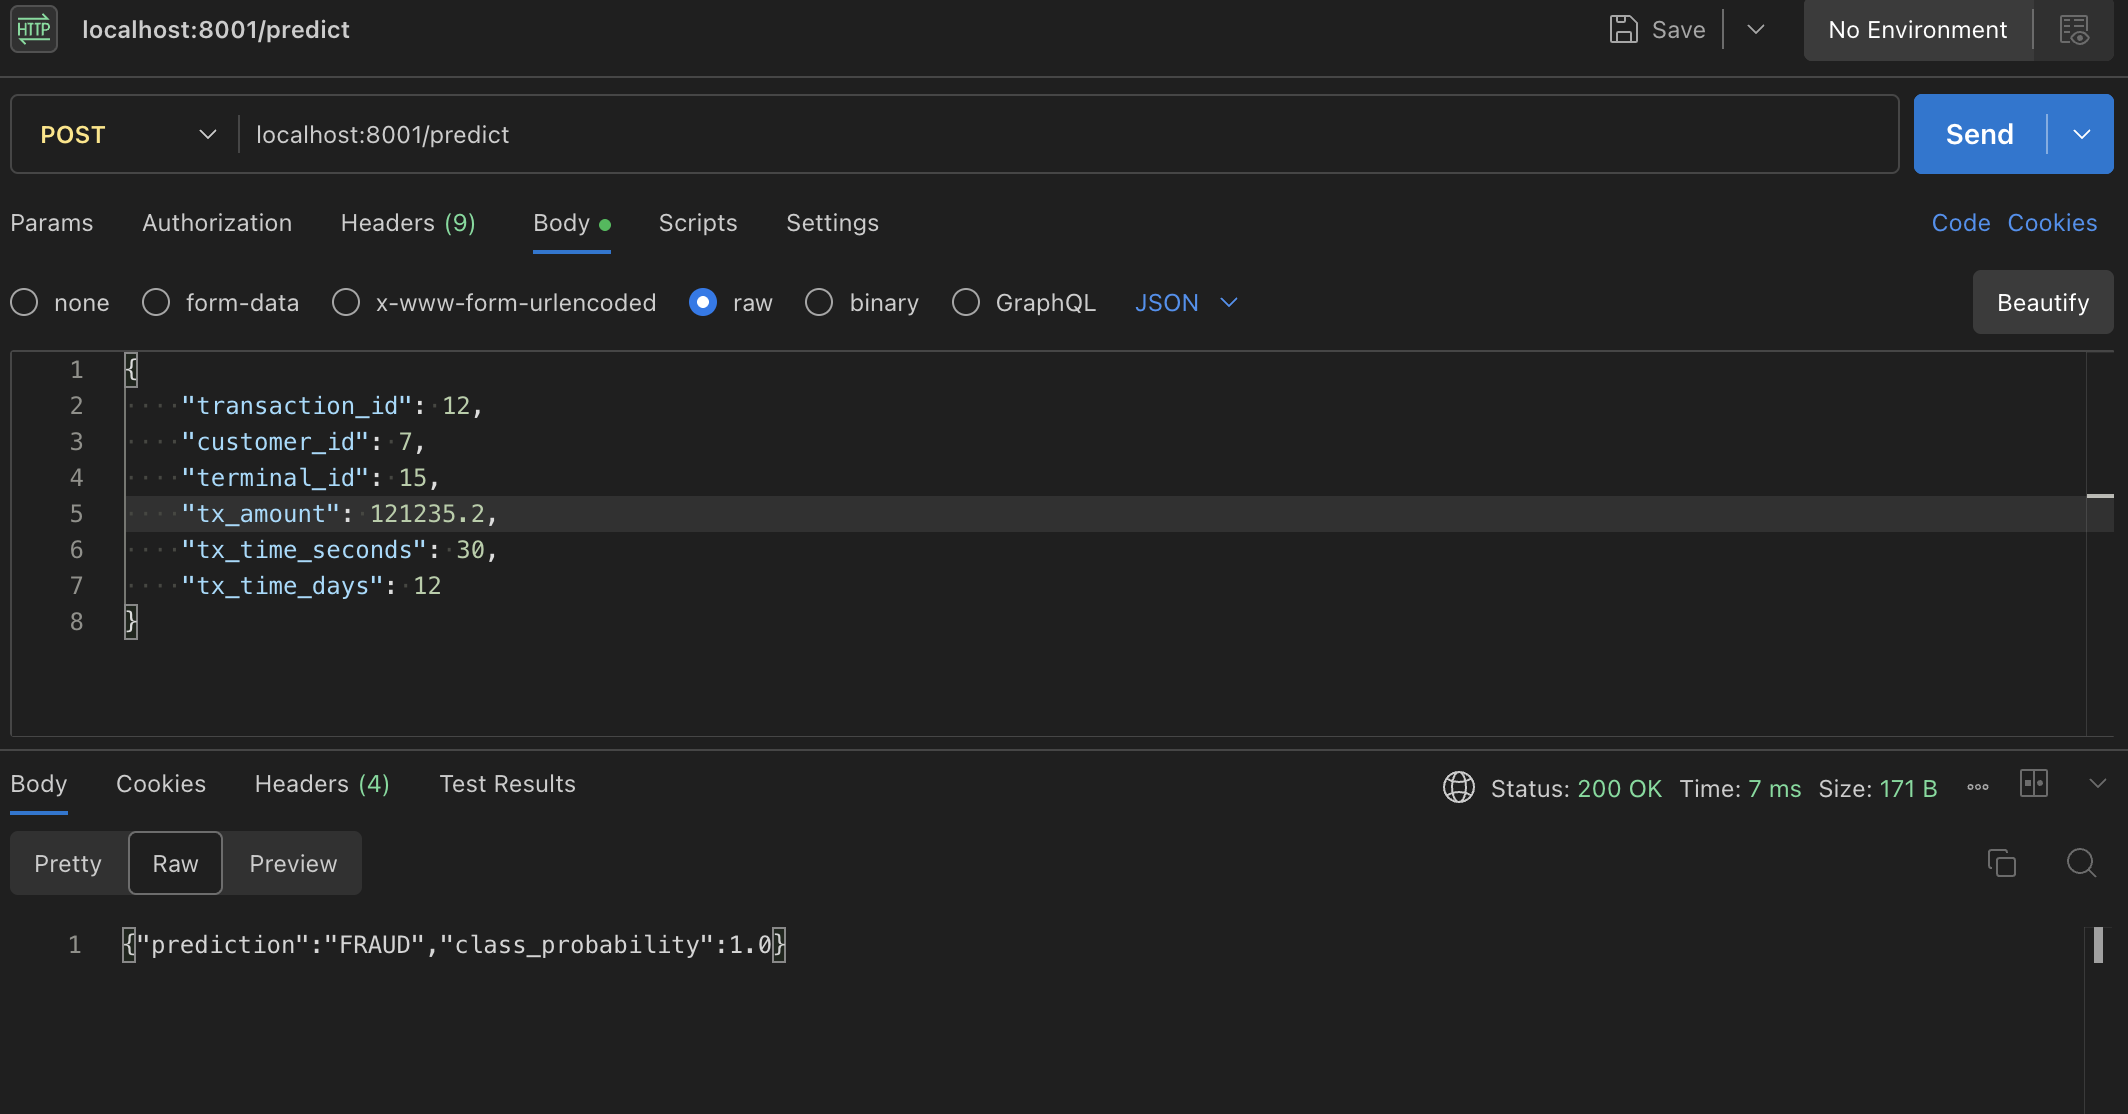 HTTP localhost:8001/predict Save No Environment
POST localhost:8001/predict Send
Params Authorization Headers (9) Body Scripts Settings Code Cookies
none form-data x-www-form-urlencoded raw binary GraphQL JSON Beautify
1 {
2 "transaction_id": 12,
3 "customer_id": 7,
4 "terminal_id": 15,
5 "tx_amount": 121235.2,
6 "tx_time_seconds": 30,
7 "tx_time_days": 12
8 }
Body Cookies Headers (4) Test Results Status: 200 OK Time: 7 ms Size: 171 B
Pretty Raw Preview
1 {"prediction":"FRAUD","class_probability":1.0}